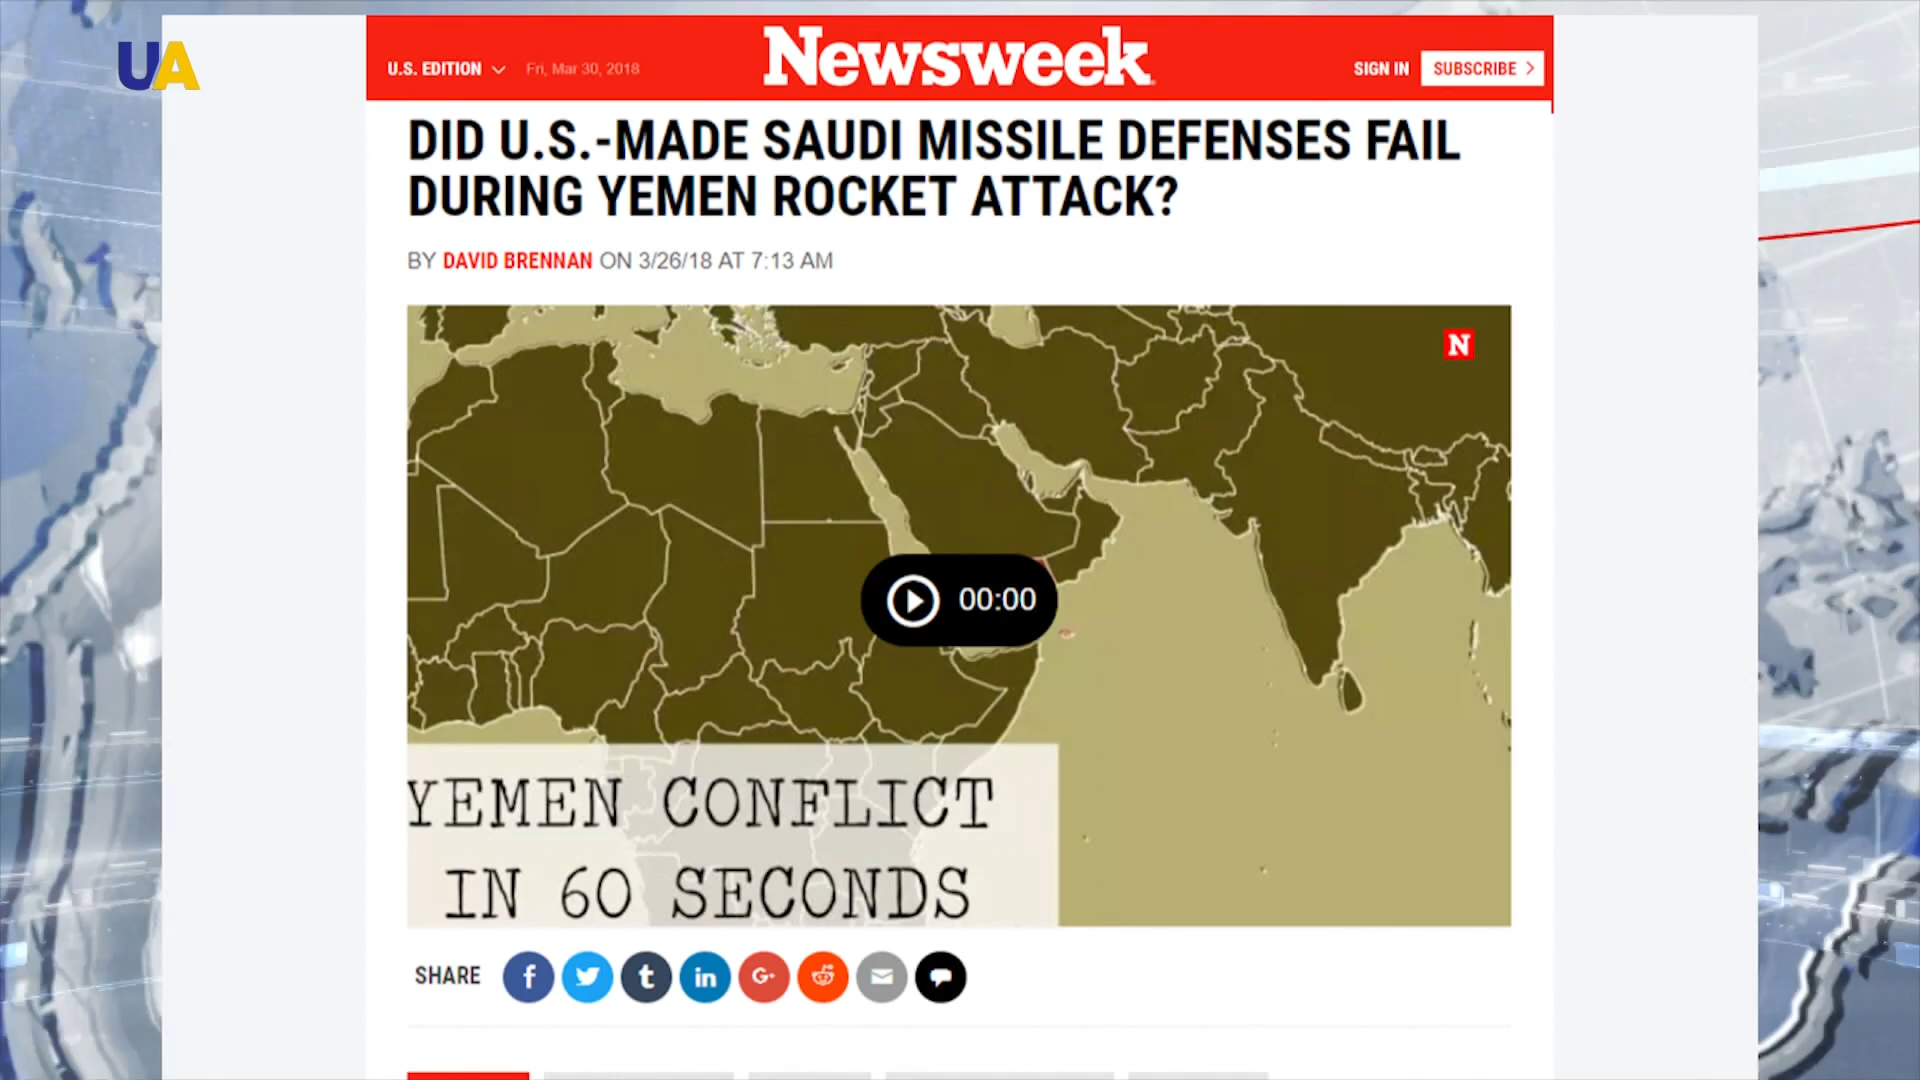 UA
U.S. EDITION Fri, Mar 30, 2018 Newsweek SIGN IN SUBSCRIBE
DID U.S.-MADE SAUDI MISSILE DEFENSES FAIL
DURING YEMEN ROCKET ATTACK?
BY DAVID BRENNAN ON 3/26/18 AT 7:13 AM
N
00:00
YEMEN CONFLICT
IN 60 SECONDS
SHARE f t in G+